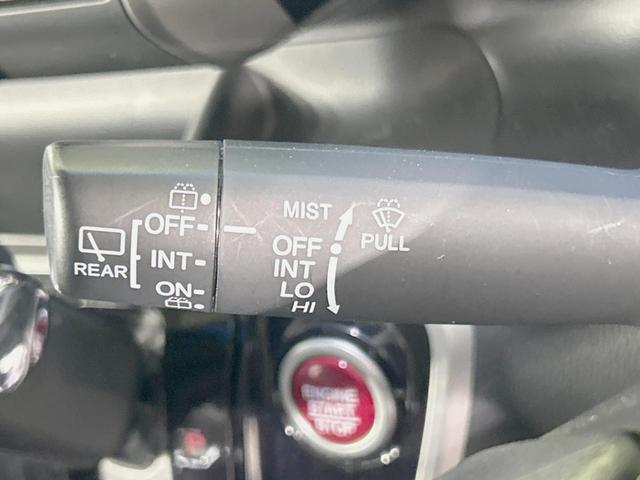 OFF
REAR
INT
ON
MIST
OFF
INT
LO
HI
PULL
ENGINE
START
STOP